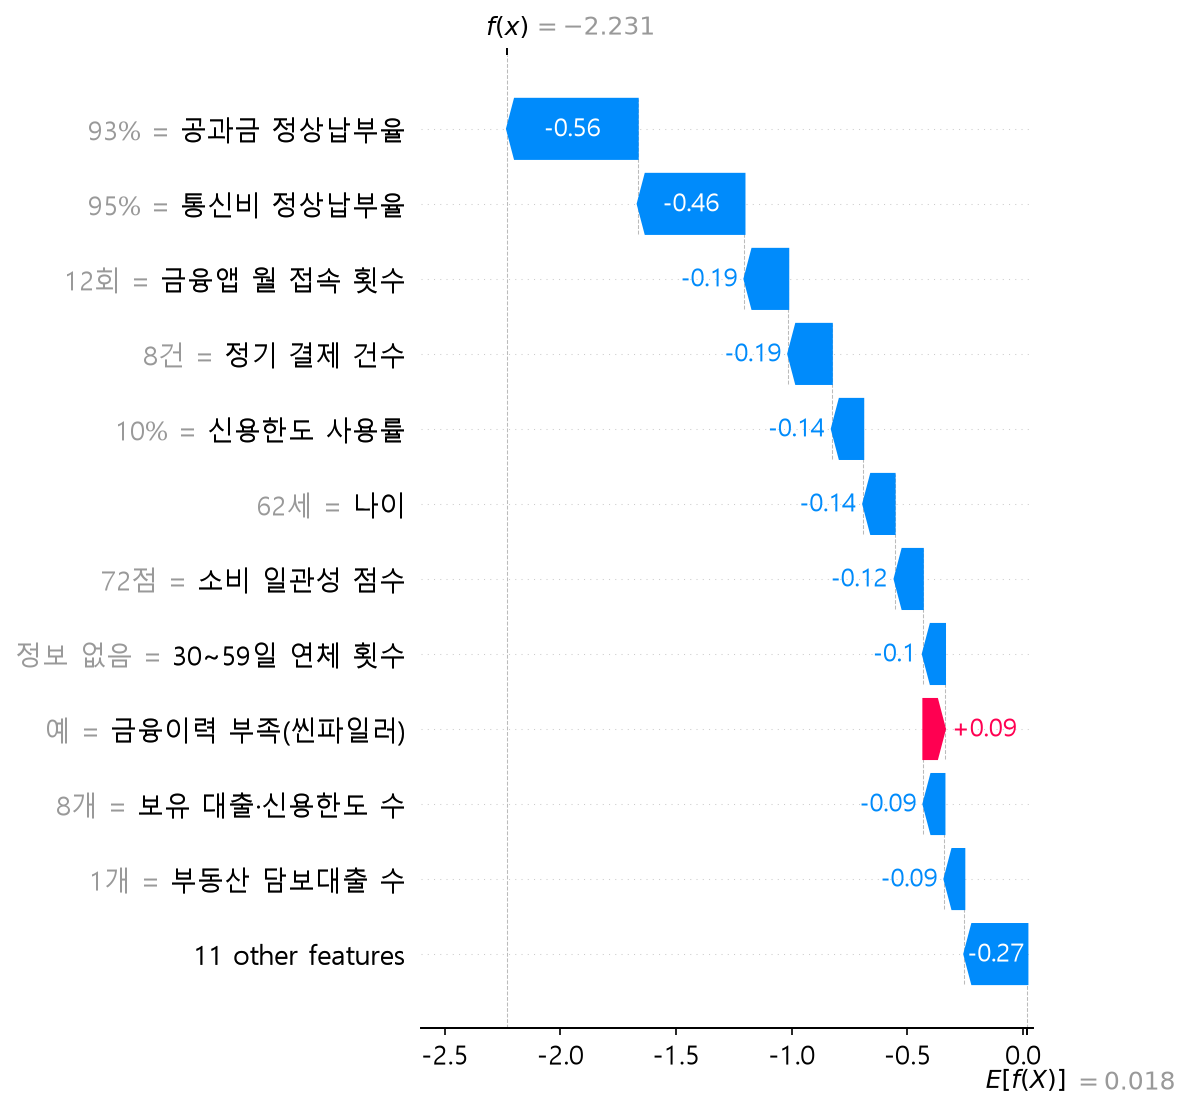 f(x) = −2.231
93% = 공과금 정상납부율
-0.56
95% = 통신비 정상납부율
-0.46
12회 = 금융앱 월 접속 횟수
-0.19
8건 = 정기 결제 건수
-0.19
10% = 신용한도 사용률
-0.14
62세 = 나이
-0.14
72점 = 소비 일관성 점수
-0.12
정보 없음 = 30~59일 연체 횟수
-0.1
예 = 금융이력 부족(씬파일러)
+0.09
8개 = 보유 대출·신용한도 수
-0.09
1개 = 부동산 담보대출 수
-0.09
11 other features
-0.27
-2.5 -2.0 -1.5 -1.0 -0.5 0.0
E[f(X)] = 0.018